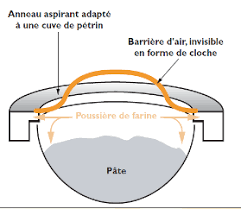 Anneau aspirant adapté
à une cuve de pétrin
Barrière d'air, invisible
en forme de cloche
Poussière de farine
Pâte